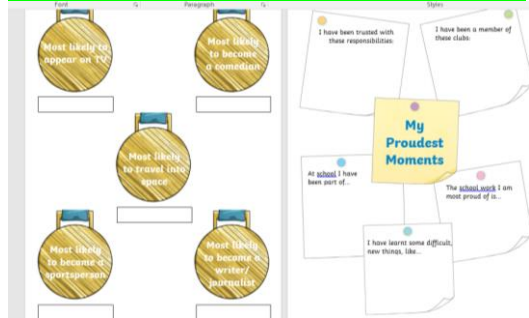 Font
Paragraph
Styles
Most likely to
appear on TV
Most likely
to become
a comedian
Most likely
to travel into
space
Most likely
to become a
sportsperson
Most likely
to become a
writer/
journalist
I have been trusted with
these responsibilities:
I have been a member of
these clubs:
My
Proudest
Moments
At school I have
been part of...
The school work I am
most proud of is...
I have learnt some difficult,
new things, like...